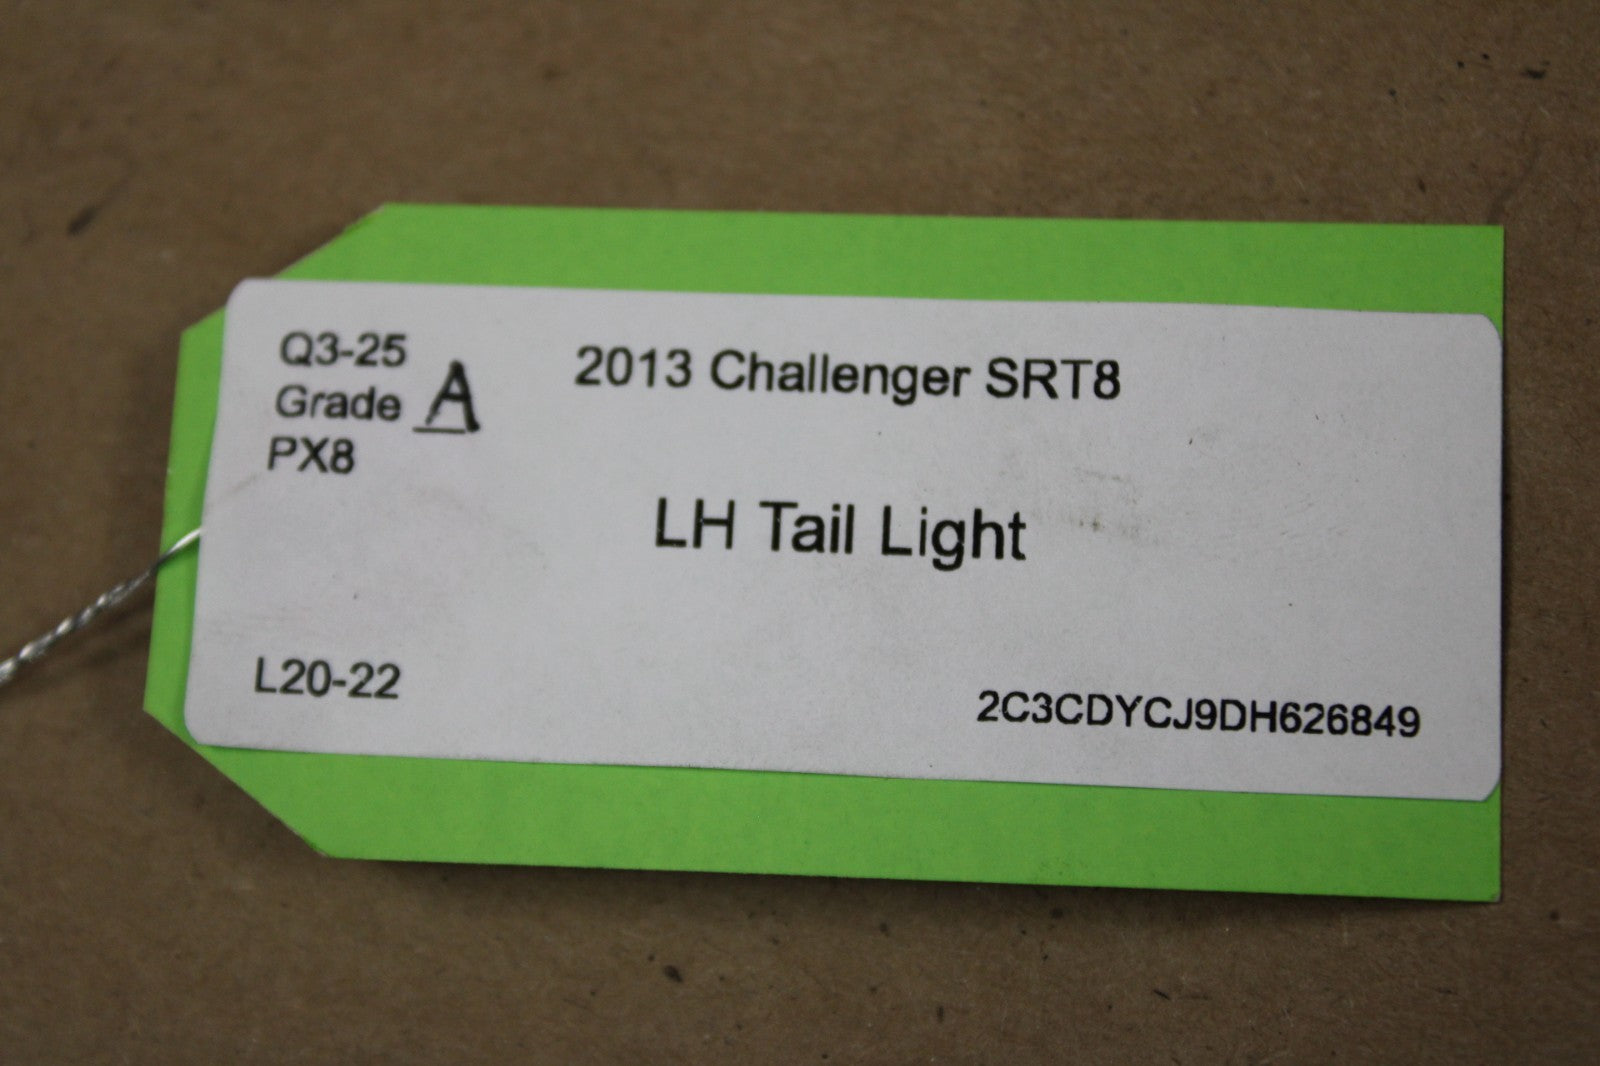 Q3-25
Grade A
PX8
2013 Challenger SRT8
LH Tail Light
L20-22
2C3CDYCJ9DH626849